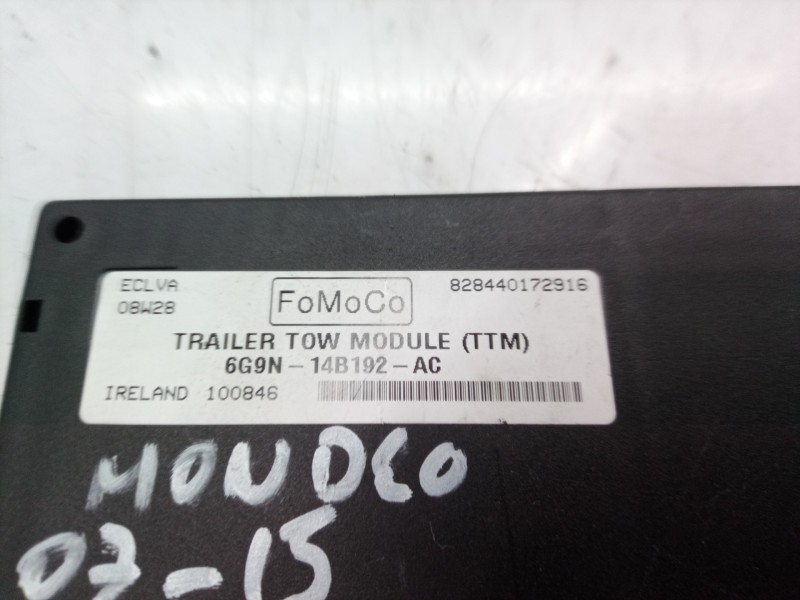 ECLVA
08W28
FoMoCo
828440172916
TRAILER TOW MODULE (TTM)
6G9N-14B192-AC
IRELAND 100846
MONDEO
07-15